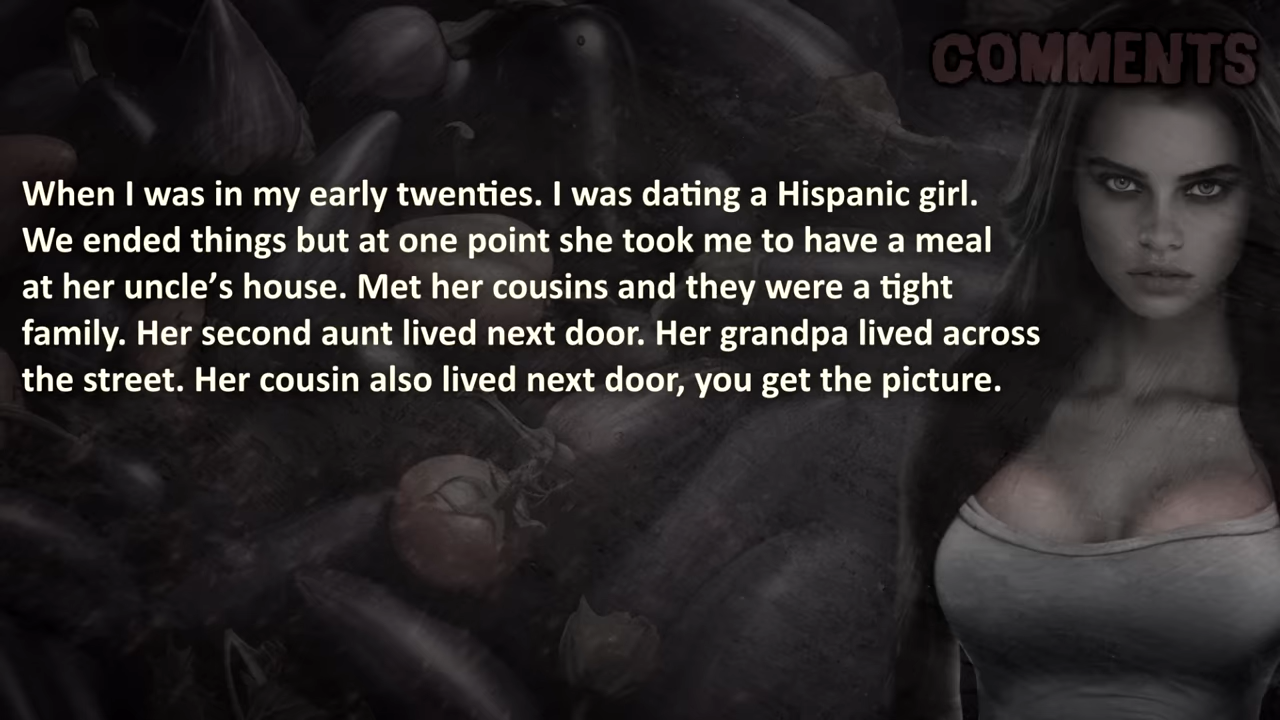 COMMENTS
When I was in my early twenties. I was dating a Hispanic girl.
We ended things but at one point she took me to have a meal
at her uncle’s house. Met her cousins and they were a tight
family. Her second aunt lived next door. Her grandpa lived across
the street. Her cousin also lived next door, you get the picture.